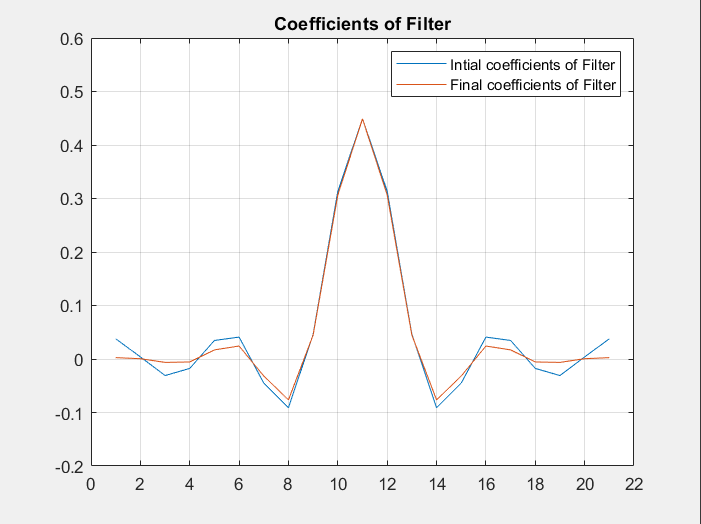 Coefficients of Filter
Intial coefficients of Filter
Final coefficients of Filter
0.6
0.5
0.4
0.3
0.2
0.1
0
-0.1
-0.2
0 2 4 6 8 10 12 14 16 18 20 22